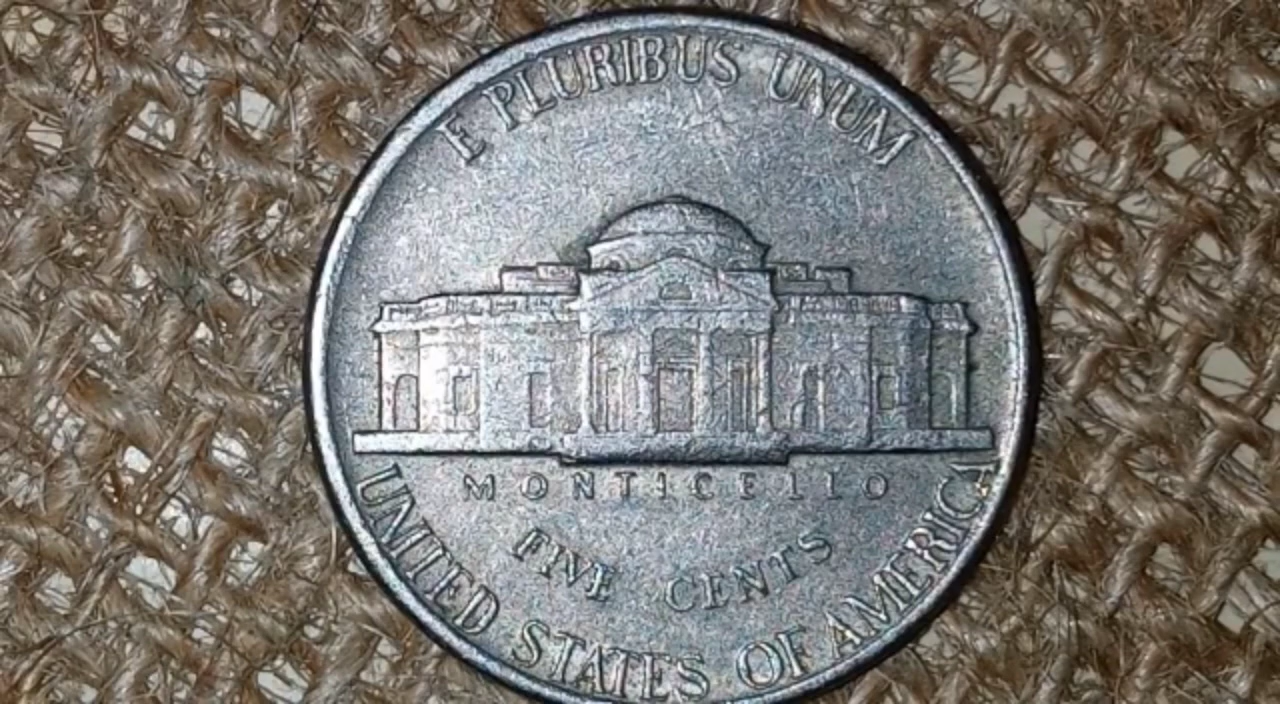 E PLURIBUS UNUM
MONTICELLO
FIVE CENTS
UNITED STATES OF AMERICA